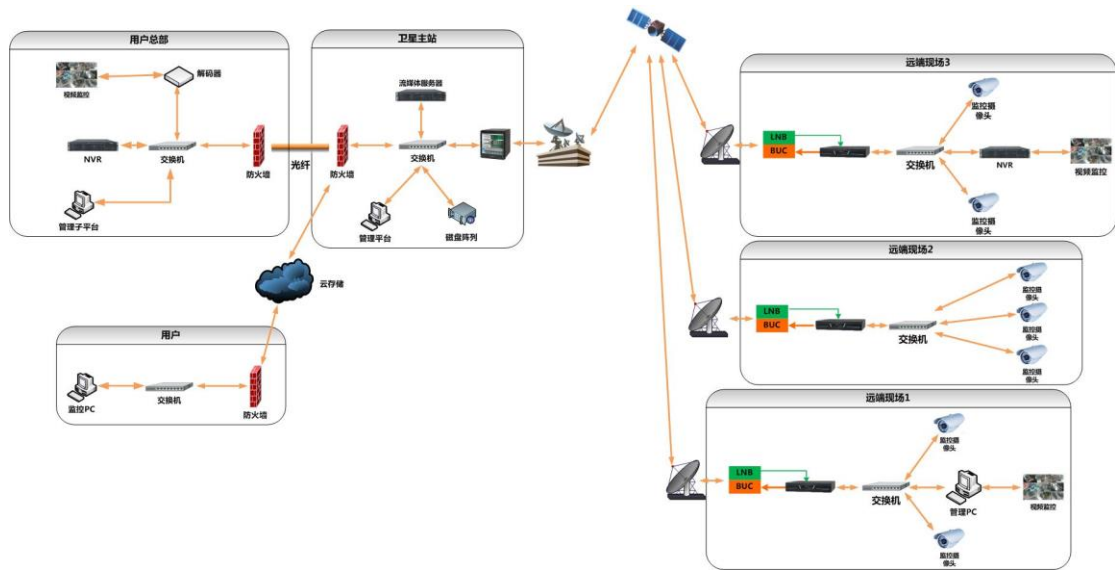 用户总部
解码器
视频监控
NVR
交换机
防火墙
管理子平台
光纤
卫星主站
流媒体服务器
防火墙
交换机
管理平台
磁盘阵列
云存储
用户
监控PC
交换机
防火墙
远端现场3
LNB
BUC
监控摄
像头
交换机
NVR
视频监控
监控摄
像头
远端现场2
LNB
BUC
交换机
监控摄
像头
监控摄
像头
监控摄
像头
远端现场1
LNB
BUC
监控摄
像头
交换机
管理PC
视频监控
监控摄
像头